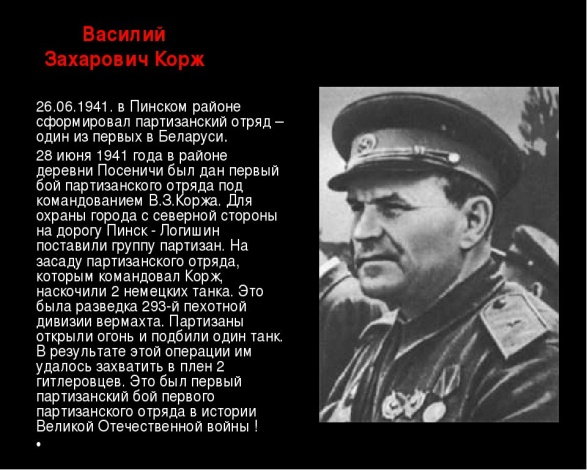 Василий
Захарович Корж
26.06.1941. в Пинском районе
сформировал партизанский отряд –
один из первых в Беларуси.
28 июня 1941 года в районе
деревни Посеничи был дан первый
бой партизанского отряда под
командованием В.З.Коржа. Для
охраны города с северной стороны
на дорогу Пинск - Логишин
поставили группу партизан. На
засаду партизанского отряда,
которым командовал Корж,
наскочили 2 немецких танка. Это
была разведка 293-й пехотной
дивизии вермахта. Партизаны
открыли огонь и подбили один танк.
В результате этой операции им
удалось захватить в плен 2
гитлеровцев. Это был первый
партизанский бой первого
партизанского отряда в истории
Великой Отечественной войны !
•